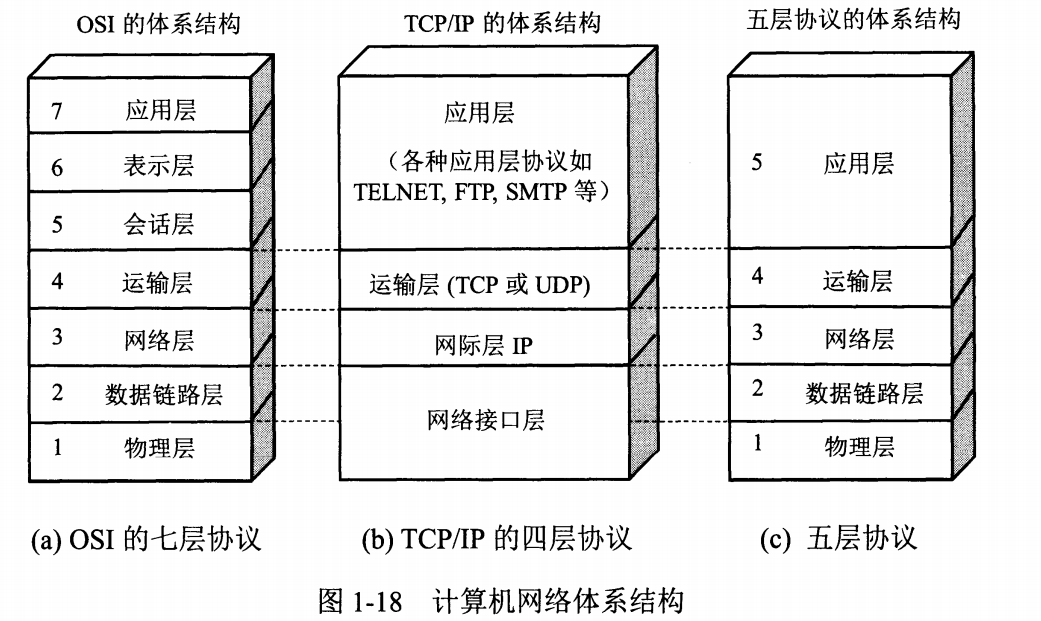 OSI 的体系结构
7 应用层
6 表示层
5 会话层
4 运输层
3 网络层
2 数据链路层
1 物理层
(a) OSI 的七层协议
TCP/IP 的体系结构
应用层
（各种应用层协议如
TELNET, FTP, SMTP 等）
运输层 (TCP 或 UDP)
网际层 IP
网络接口层
(b) TCP/IP 的四层协议
五层协议的体系结构
5 应用层
4 运输层
3 网络层
2 数据链路层
1 物理层
(c) 五层协议
图 1-18 计算机网络体系结构